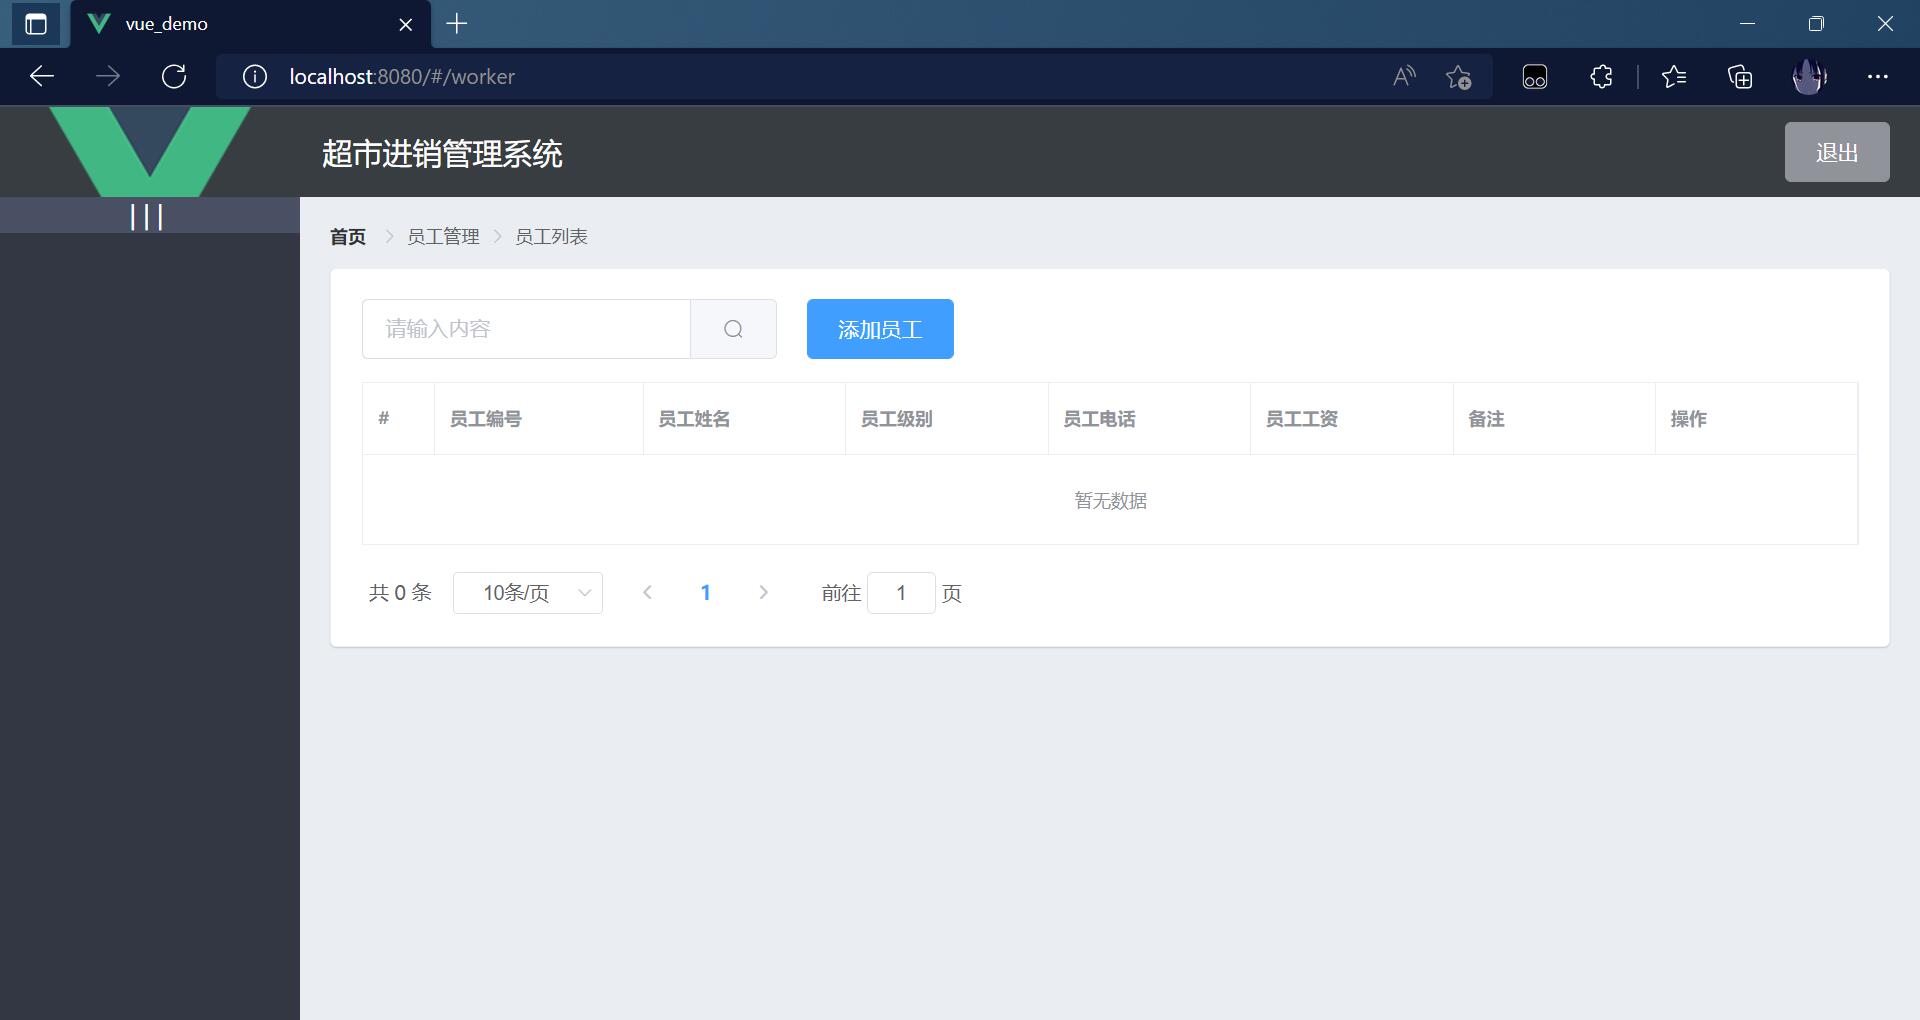 vue_demo
localhost:8080/#/worker
超市进销管理系统
退出
|||
首页 员工管理 员工列表
请输入内容
添加员工
# 员工编号 员工姓名 员工级别 员工电话 员工工资 备注 操作
暂无数据
共 0 条 10条/页 1 前往 1 页